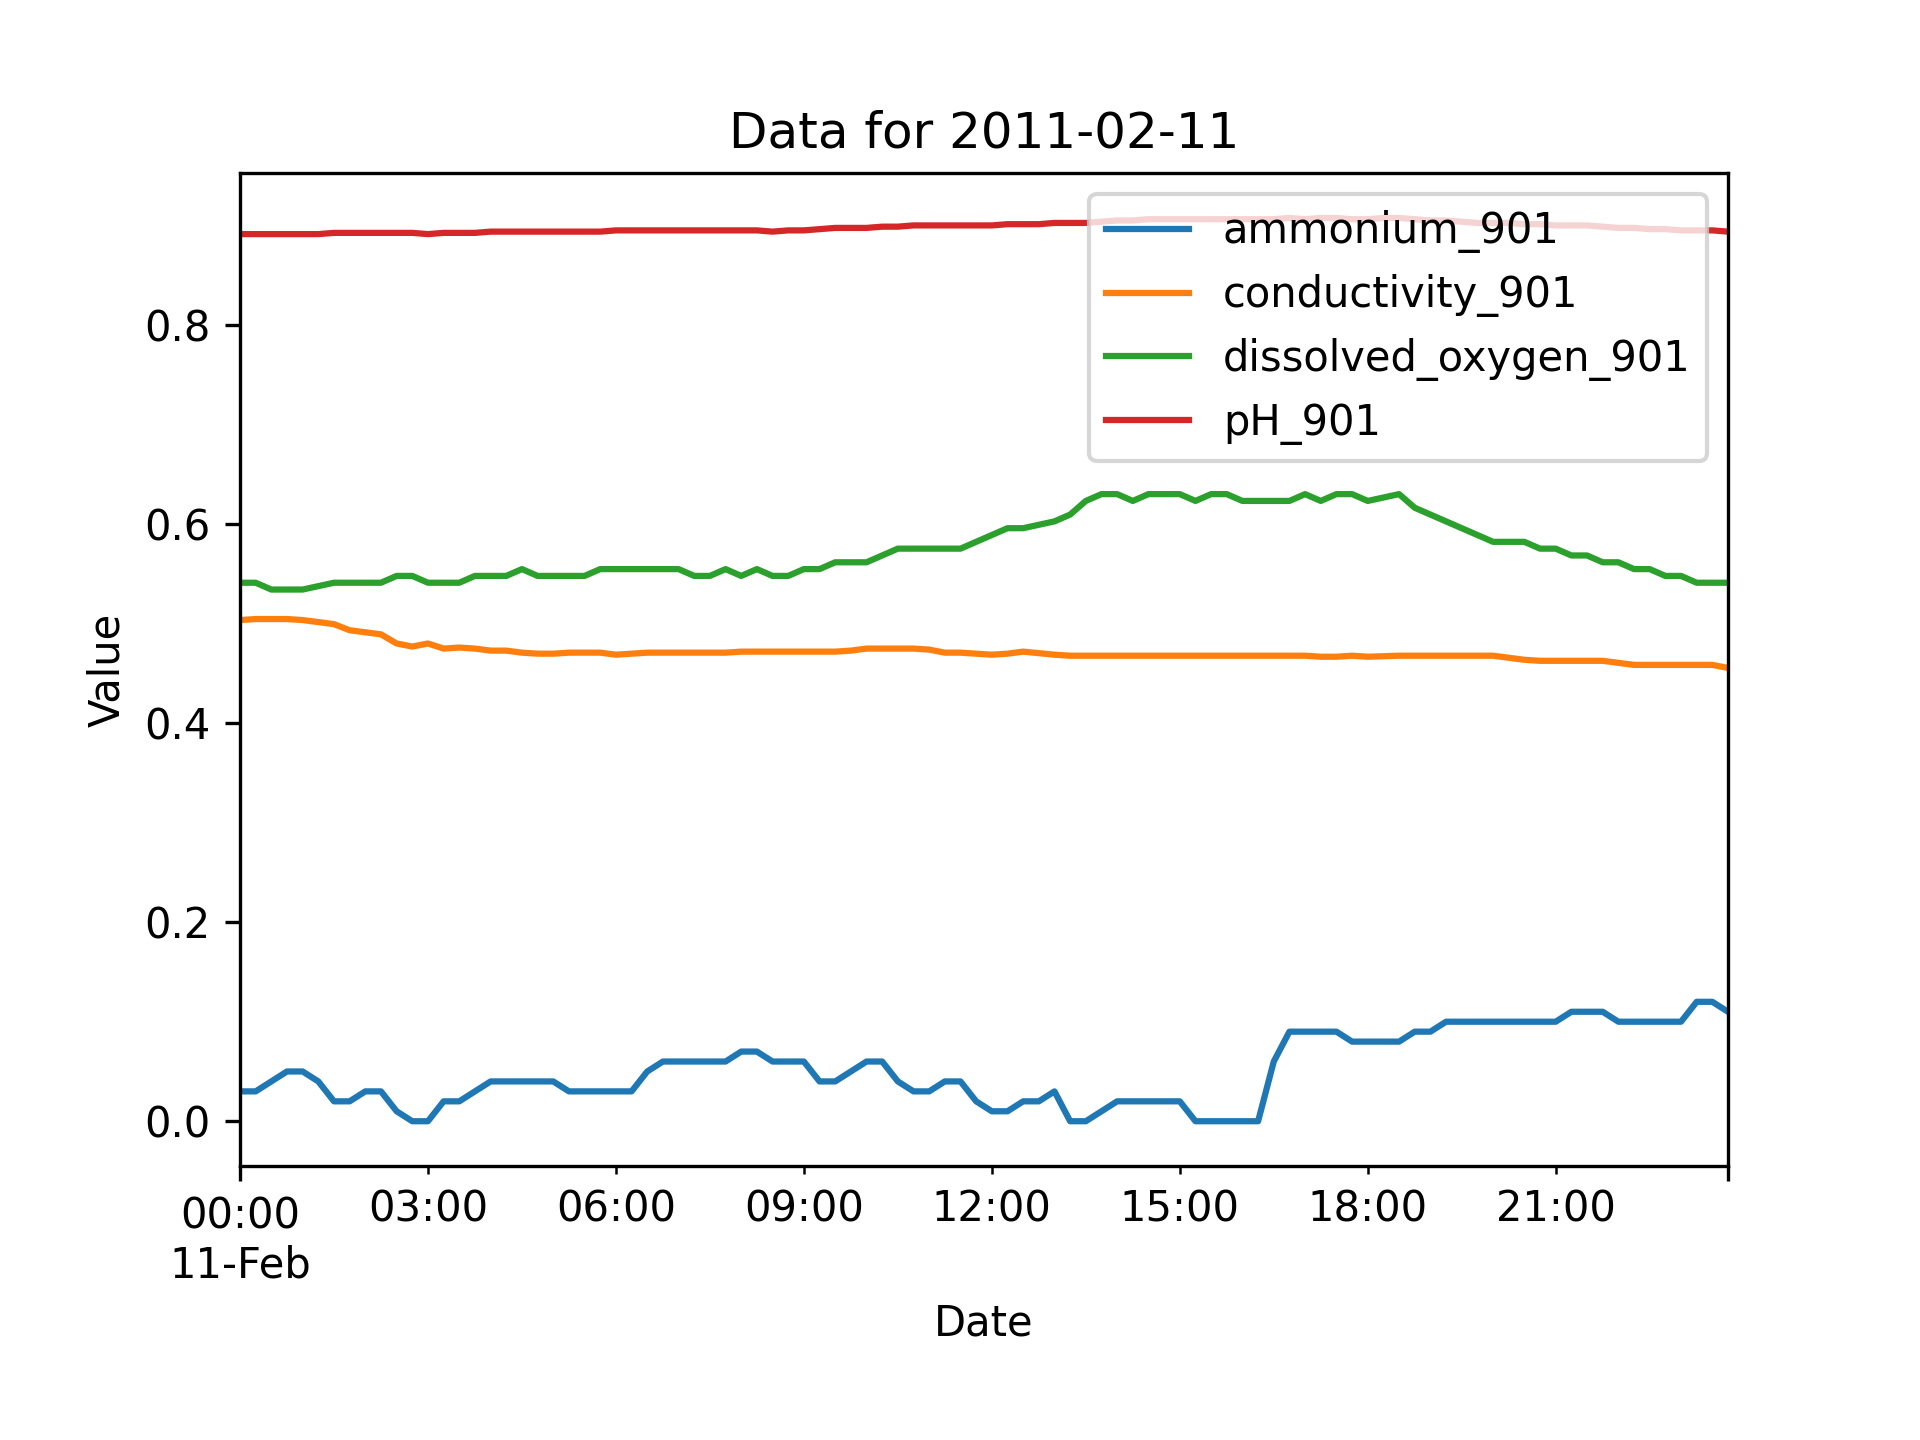 Data for 2011-02-11
ammonium_901
conductivity_901
dissolved_oxygen_901
pH_901
Value
0.8
0.6
0.4
0.2
0.0
00:00 03:00 06:00 09:00 12:00 15:00 18:00 21:00
11-Feb
Date